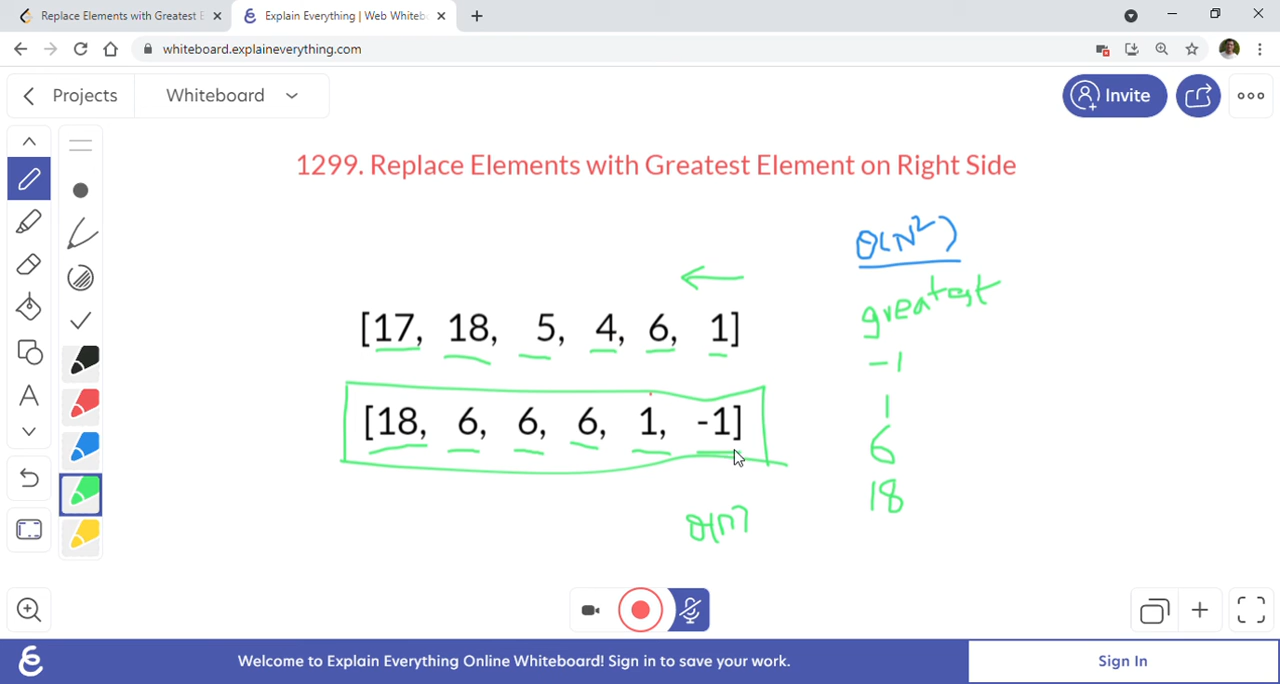 Replace Elements with Greatest E
Explain Everything | Web Whiteb
whiteboard.explaineverything.com
Projects
Whiteboard
Invite
1299. Replace Elements with Greatest Element on Right Side
θ(N²)
greatest
[17, 18, 5, 4, 6, 1]
-1
[18, 6, 6, 6, 1, -1]
1
6
18
θ(n)
A
Welcome to Explain Everything Online Whiteboard! Sign in to save your work.
Sign In